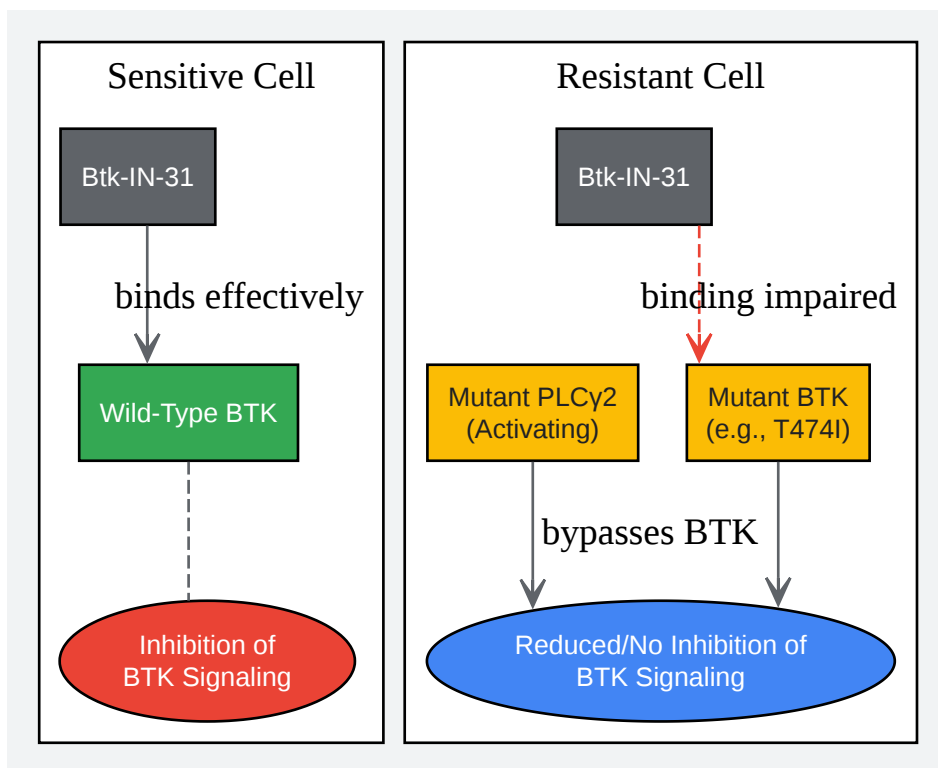 Sensitive Cell
Btk-IN-31
binds effectively
Wild-Type BTK
Inhibition of
BTK Signaling
Resistant Cell
Btk-IN-31
binding impaired
Mutant PLCγ2
(Activating)
Mutant BTK
(e.g., T474I)
bypasses BTK
Reduced/No Inhibition of
BTK Signaling